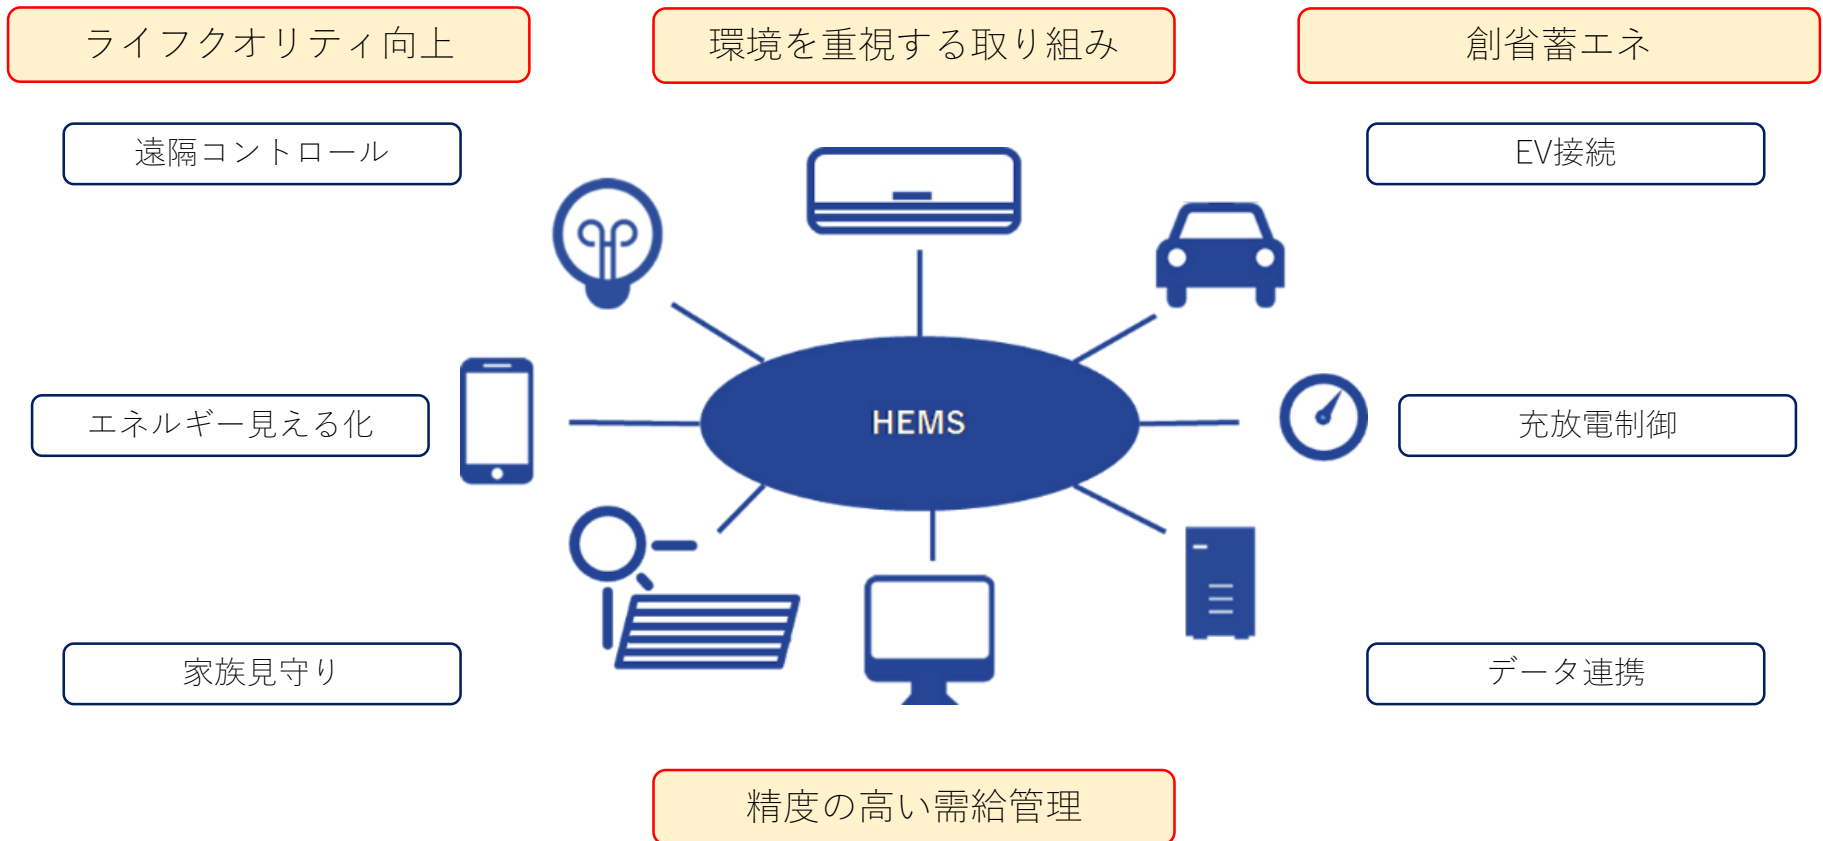 ライフクオリティ向上
環境を重視する取り組み
創省蓄エネ
遠隔コントロール
EV接続
エネルギー見える化
HEMS
充放電制御
家族見守り
データ連携
精度の高い需給管理